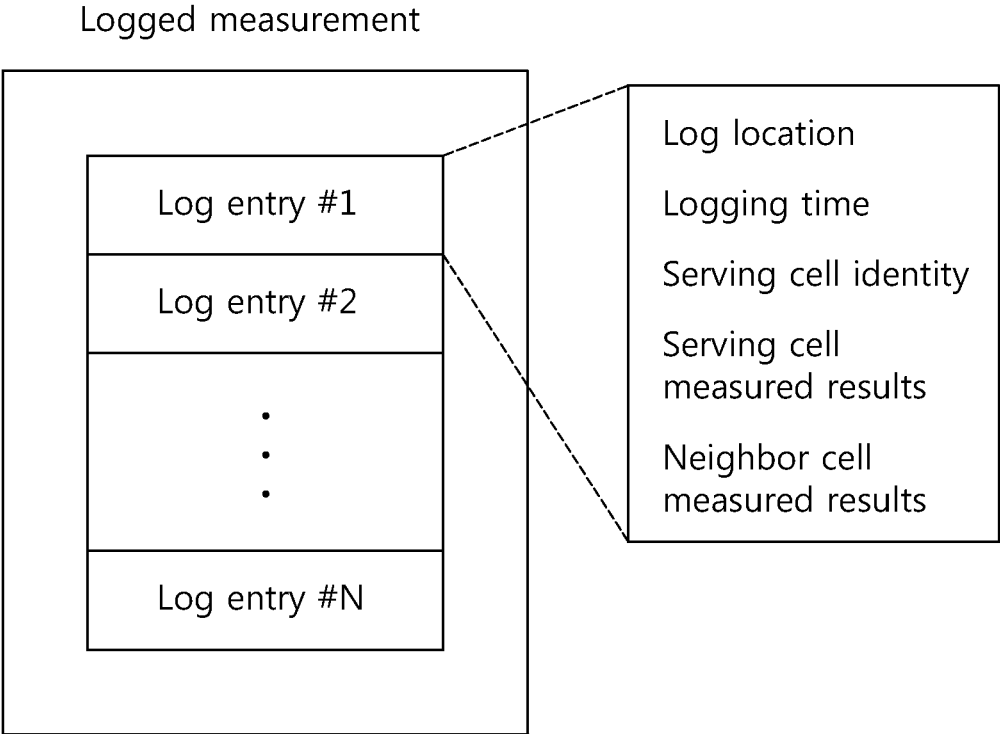 Logged measurement
Log entry #1
Log entry #2
Log entry #N
Log location
Logging time
Serving cell identity
Serving cell
measured results
Neighbor cell
measured results